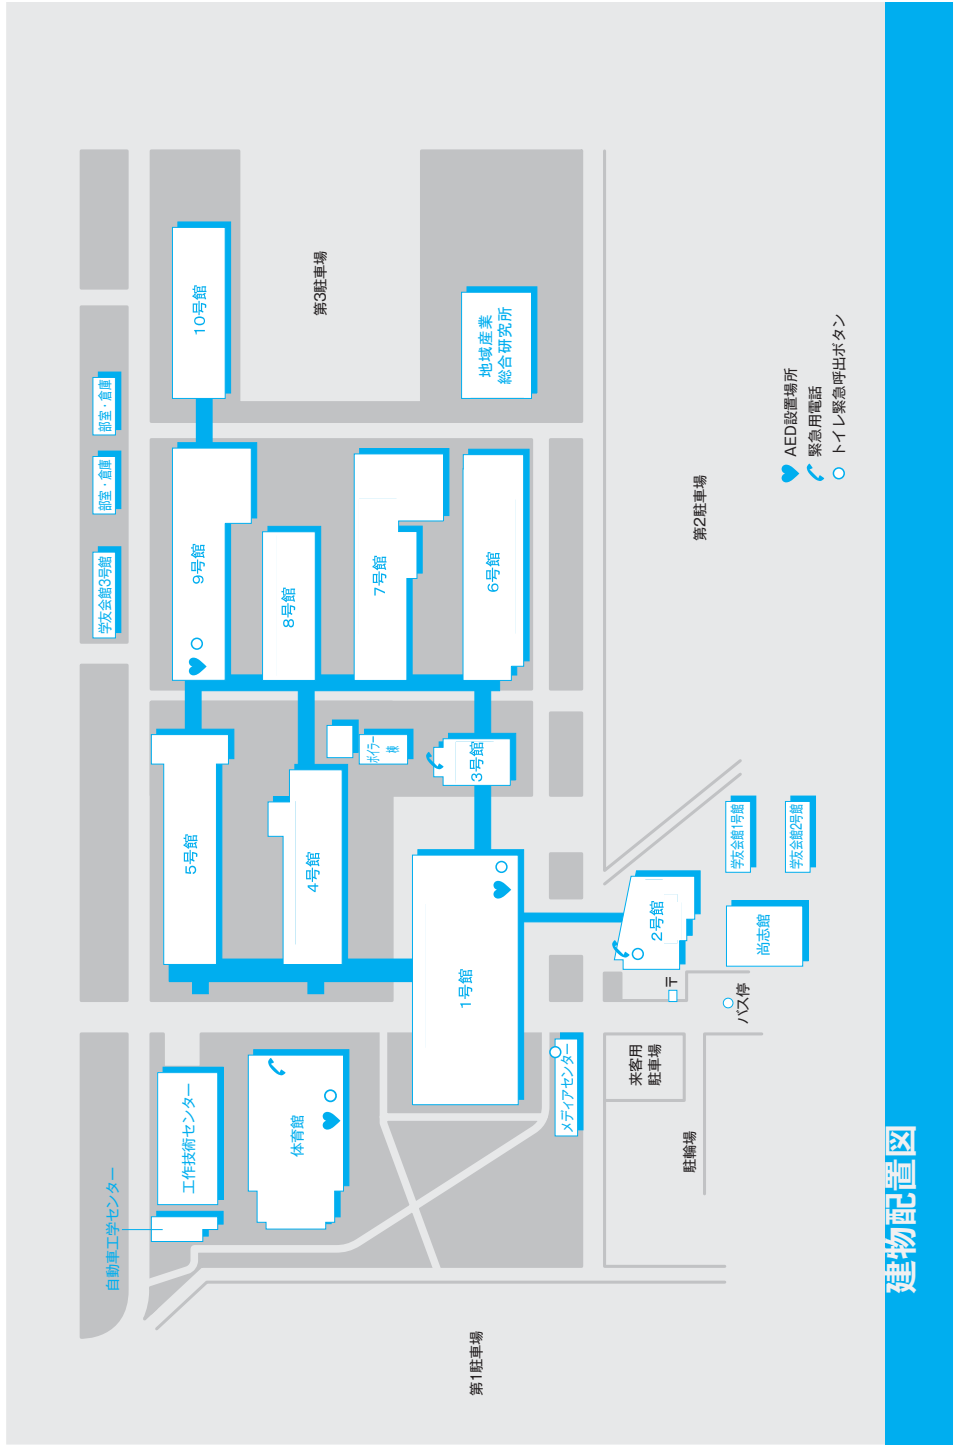 建物配置図
自動車工学センター
工作技術センター
体育館
5号館
4号館
ボイラー
棟
9号館
8号館
7号館
6号館
10号館
学友会館3号館
部室・倉庫
部室・倉庫
第3駐車場
地域産業
総合研究所
1号館
3号館
メディアセンター
2号館
〒
来客用
駐車場
駐輪場
バス停
尚志館
学友会館1号館
学友会館2号館
第1駐車場
第2駐車場
AED設置場所
緊急用電話
トイレ緊急呼出ボタン